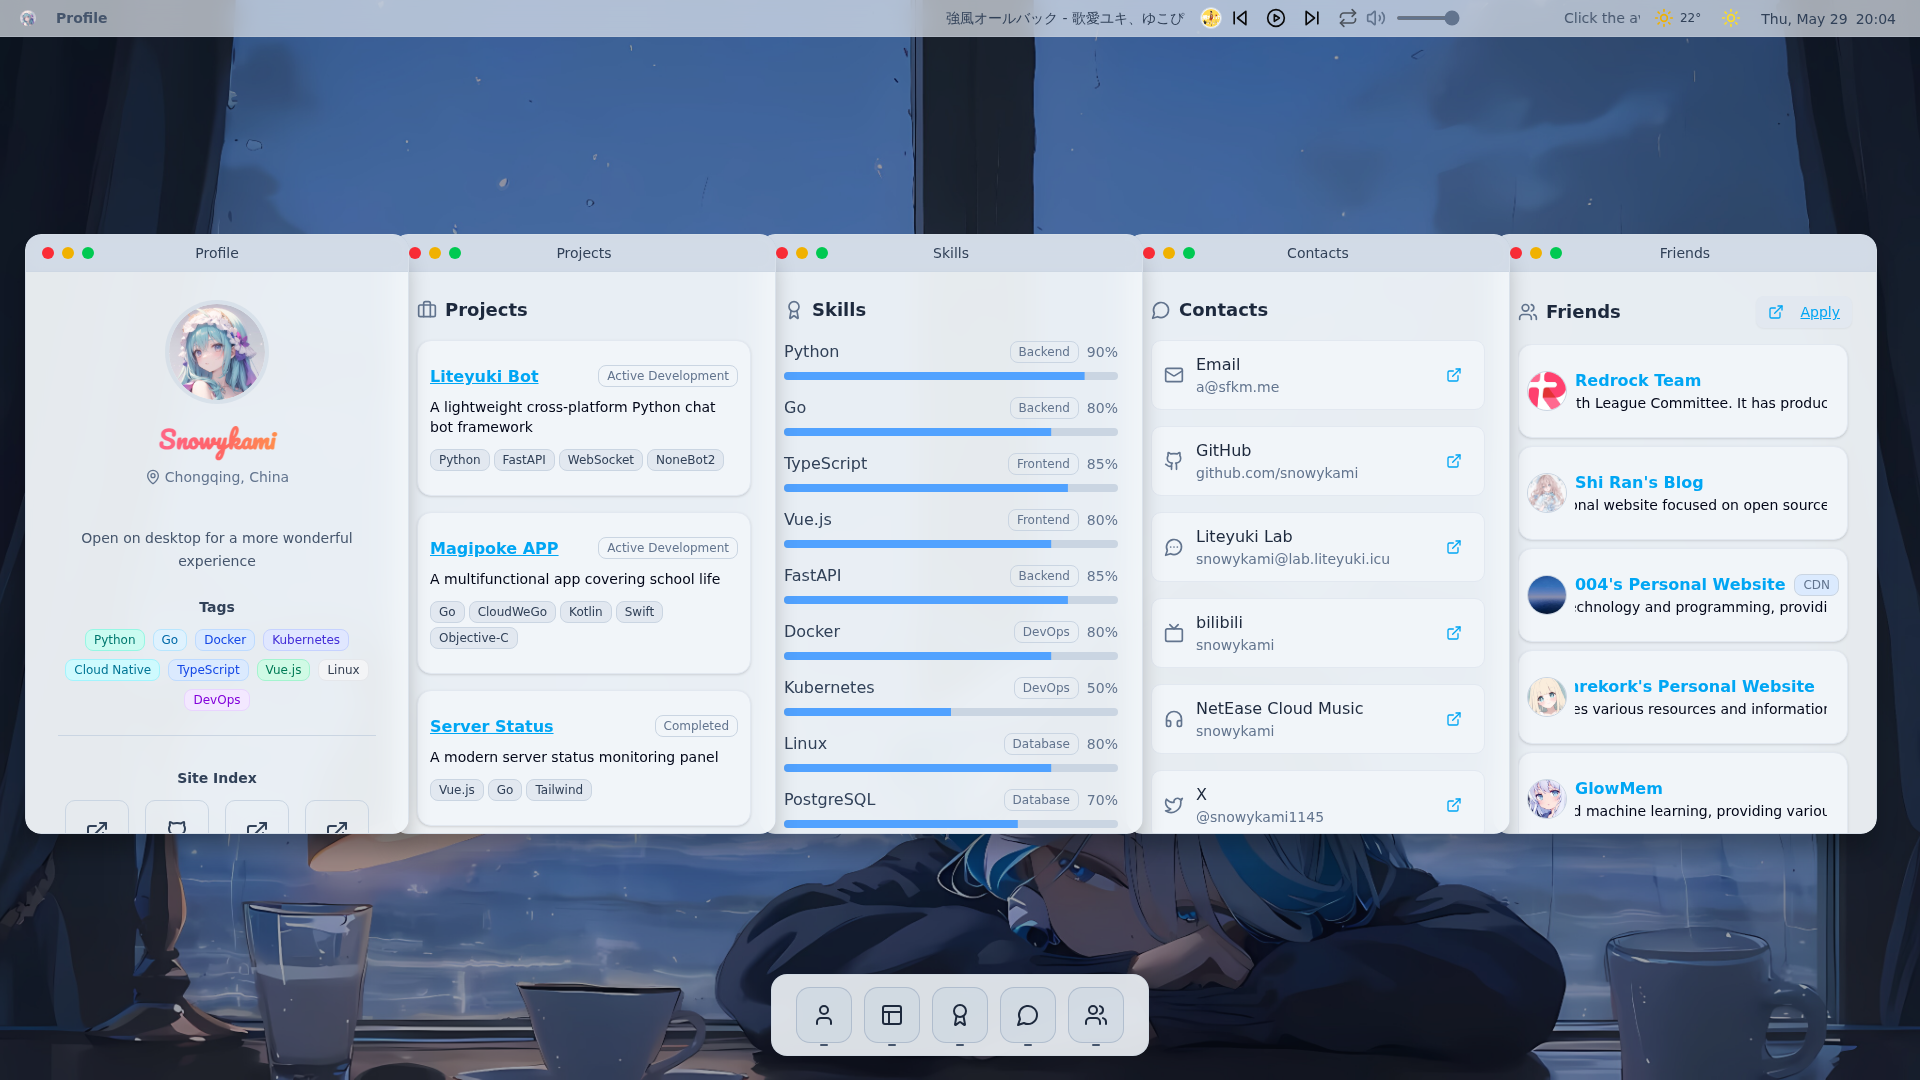 Profile
強風オールバック - 歌愛ユキ、ゆこぴ
Click the a
22°
Thu, May 29 20:04
Profile
Snowykami
Chongqing, China
Open on desktop for a more wonderful
experience
Tags
Python Go Docker Kubernetes
Cloud Native TypeScript Vue.js Linux
DevOps
Site Index
Projects
Projects
Liteyuki Bot
Active Development
A lightweight cross-platform Python chat
bot framework
Python FastAPI WebSocket NoneBot2
Magipoke APP
Active Development
A multifunctional app covering school life
Go CloudWeGo Kotlin Swift
Objective-C
Server Status
Completed
A modern server status monitoring panel
Vue.js Go Tailwind
Skills
Skills
Python Backend 90%
Go Backend 80%
TypeScript Frontend 85%
Vue.js Frontend 80%
FastAPI Backend 85%
Docker DevOps 80%
Kubernetes DevOps 50%
Linux Database 80%
PostgreSQL Database 70%
Contacts
Contacts
Email
a@sfkm.me
GitHub
github.com/snowykami
Liteyuki Lab
snowykami@lab.liteyuki.icu
bilibili
snowykami
NetEase Cloud Music
snowykami
X
@snowykami1145
Friends
Friends
Apply
Redrock Team
th League Committee. It has produc
Shi Ran's Blog
onal website focused on open source
004's Personal Website CDN
echnology and programming, providi
nrekork's Personal Website
es various resources and information
GlowMem
d machine learning, providing variou